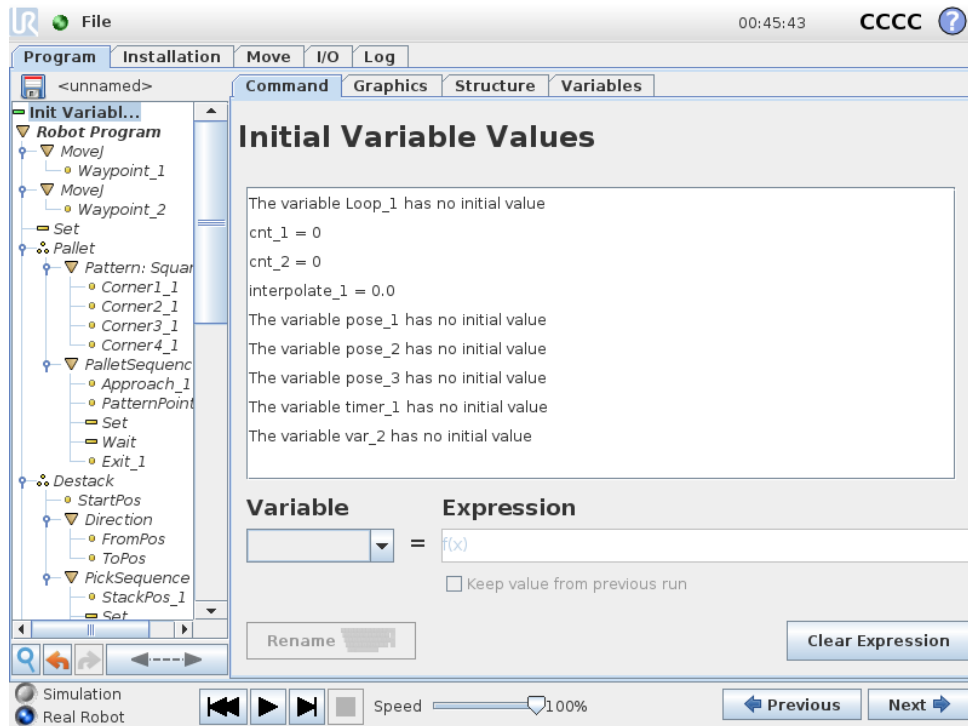 UR File 00:45:43 CCCC ?
Program Installation Move I/O Log
<unnamed>
Command Graphics Structure Variables
Init Variabl...
Robot Program
MoveJ
Waypoint_1
MoveJ
Waypoint_2
Set
Pallet
Pattern: Squar
Corner1_1
Corner2_1
Corner3_1
Corner4_1
PalletSequenc
Approach_1
PatternPoint
Set
Wait
Exit_1
Destack
StartPos
Direction
FromPos
ToPos
PickSequence
StackPos_1
Set
Initial Variable Values
The variable Loop_1 has no initial value
cnt_1 = 0
cnt_2 = 0
interpolate_1 = 0.0
The variable pose_1 has no initial value
The variable pose_2 has no initial value
The variable pose_3 has no initial value
The variable timer_1 has no initial value
The variable var_2 has no initial value
Variable Expression
= f(x)
Keep value from previous run
Rename Clear Expression
Simulation
Real Robot
Speed 100% Previous Next